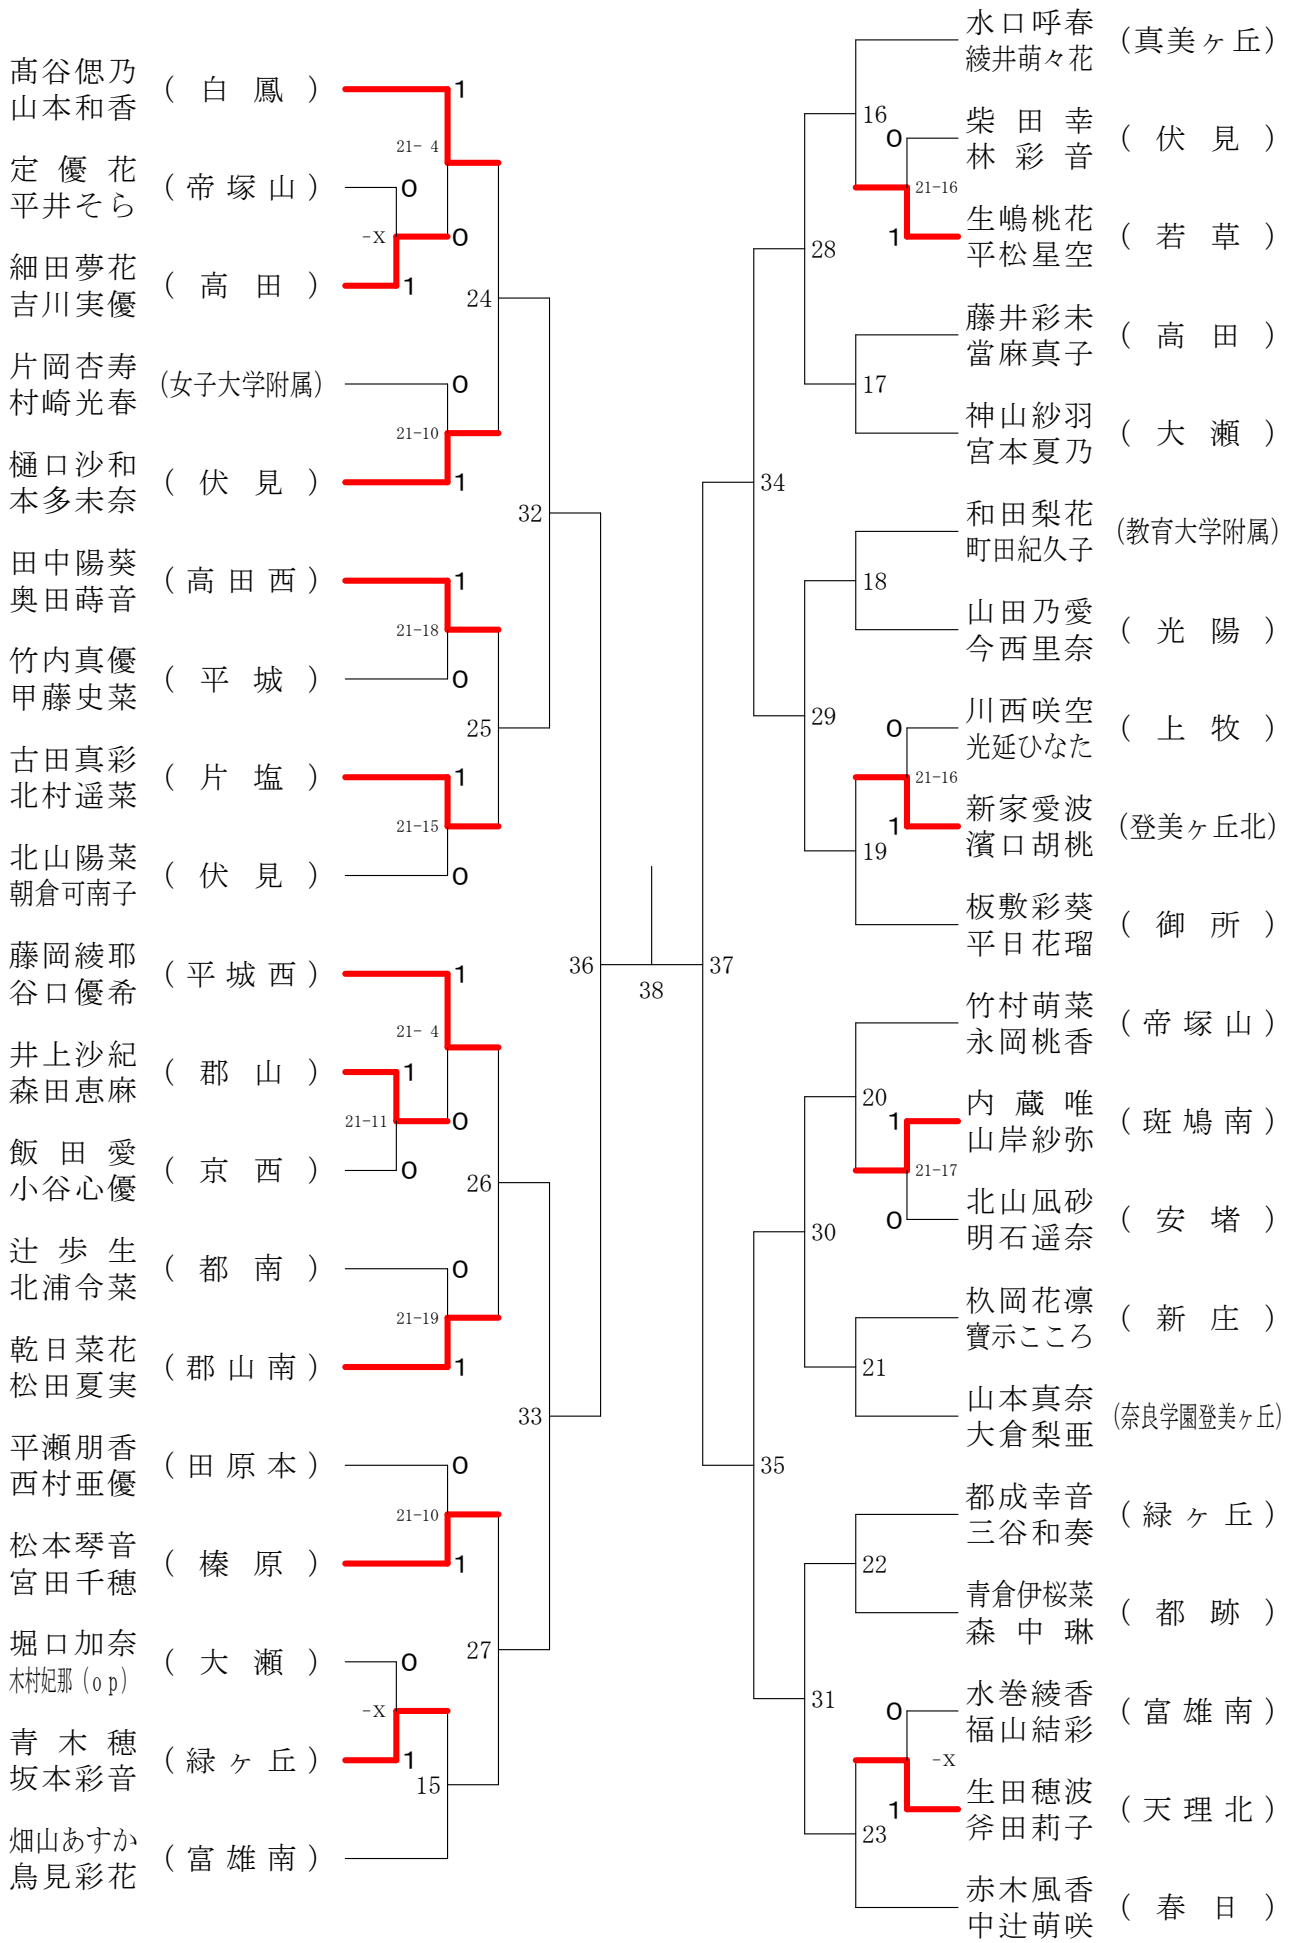 髙谷偲乃
山本和香
(白鳳)
1
21- 4
定優花
平井そら
(帝塚山)
0
-X
0
細田夢花
吉川実優
(高田)
1
24
片岡杏寿
村崎光春
(女子大学附属)
0
21-10
樋口沙和
本多未奈
(伏見)
1
32
田中陽葵
奥田蒔音
(高田西)
1
21-18
竹内真優
甲藤史菜
(平城)
0
25
古田真彩
北村遥菜
(片塩)
1
21-15
北山陽菜
朝倉可南子
(伏見)
0
藤岡綾耶
谷口優希
(平城西)
1
36
21- 4
井上沙紀
森田恵麻
(郡山)
1
21-11
0
飯田愛
小谷心優
(京西)
0
26
辻歩生
北浦令菜
(都南)
0
21-19
乾日菜花
松田夏実
(郡山南)
1
33
平瀬朋香
西村亜優
(田原本)
0
21-10
松本琴音
宮田千穂
(榛原)
1
堀口加奈
木村妃那(op)
(大瀬)
0
27
-X
青木穂
坂本彩音
(緑ヶ丘)
1
15
畑山あすか
鳥見彩花
(富雄南)
38
水口呼春
綾井萌々花
(真美ヶ丘)
16
柴田幸
林彩音
(伏見)
0
21-16
生嶋桃花
平松星空
(若草)
1
28
藤井彩未
當麻真子
(高田)
17
神山紗羽
宮本夏乃
(大瀬)
34
和田梨花
町田紀久子
(教育大学附属)
18
山田乃愛
今西里奈
(光陽)
29
川西咲空
光延ひなた
(上牧)
0
21-16
新家愛波
濱口胡桃
(登美ヶ丘北)
1
19
板敷彩葵
平日花瑠
(御所)
37
竹村萌菜
永岡桃香
(帝塚山)
20
内蔵唯
山岸紗弥
(斑鳩南)
1
21-17
北山凪砂
明石遥奈
(安堵)
0
30
杦岡花凛
寶示こころ
(新庄)
21
山本真奈
大倉梨亜
(奈良学園登美ヶ丘)
35
都成幸音
三谷和奏
(緑ヶ丘)
22
青倉伊桜菜
森中琳
(都跡)
31
水巻綾香
福山結彩
(富雄南)
0
-X
生田穂波
斧田莉子
(天理北)
1
23
赤木風香
中辻萌咲
(春日)